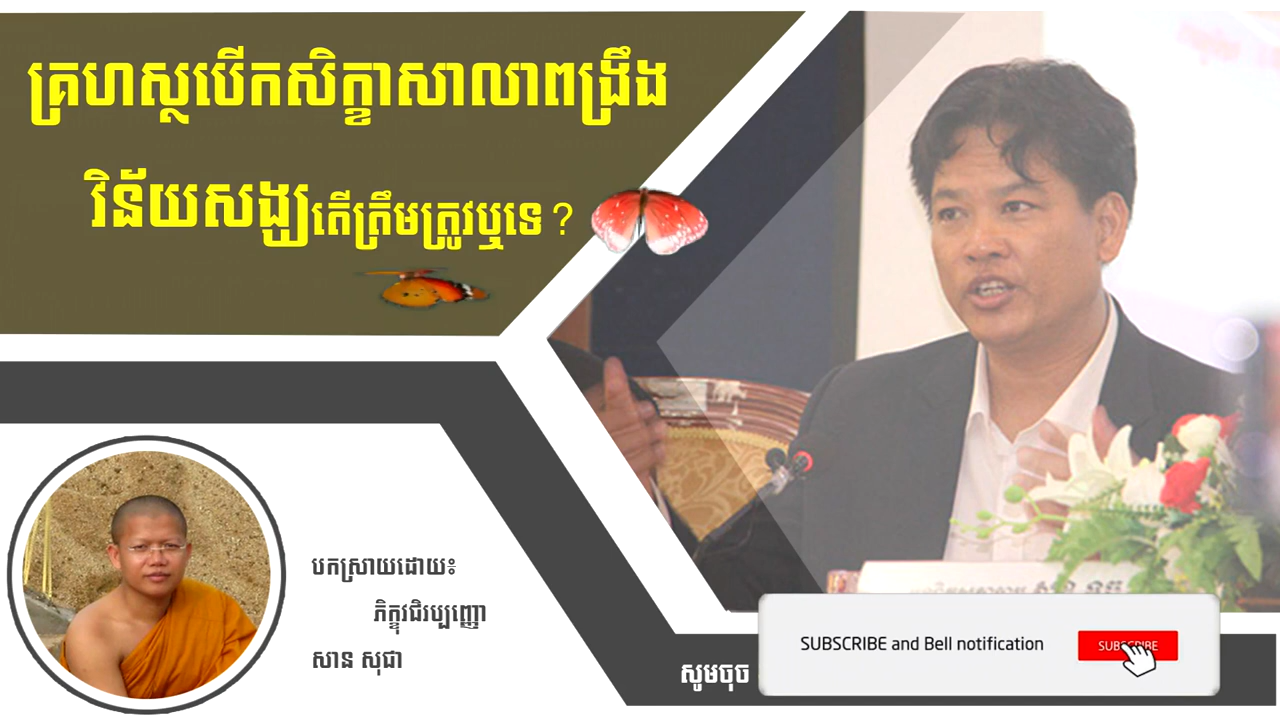 គ្រហស្ថបើកសិក្ខាសាលាពង្រឹង
វិន័យសង្ឃតើត្រឹមត្រូវឬទេ ?
បកស្រាយដោយ៖
ភិក្ខុវជិរប្បញ្ញោ
សាន សុជា
សូមចុច
SUBSCRIBE and Bell notification
SUBSCRIBE